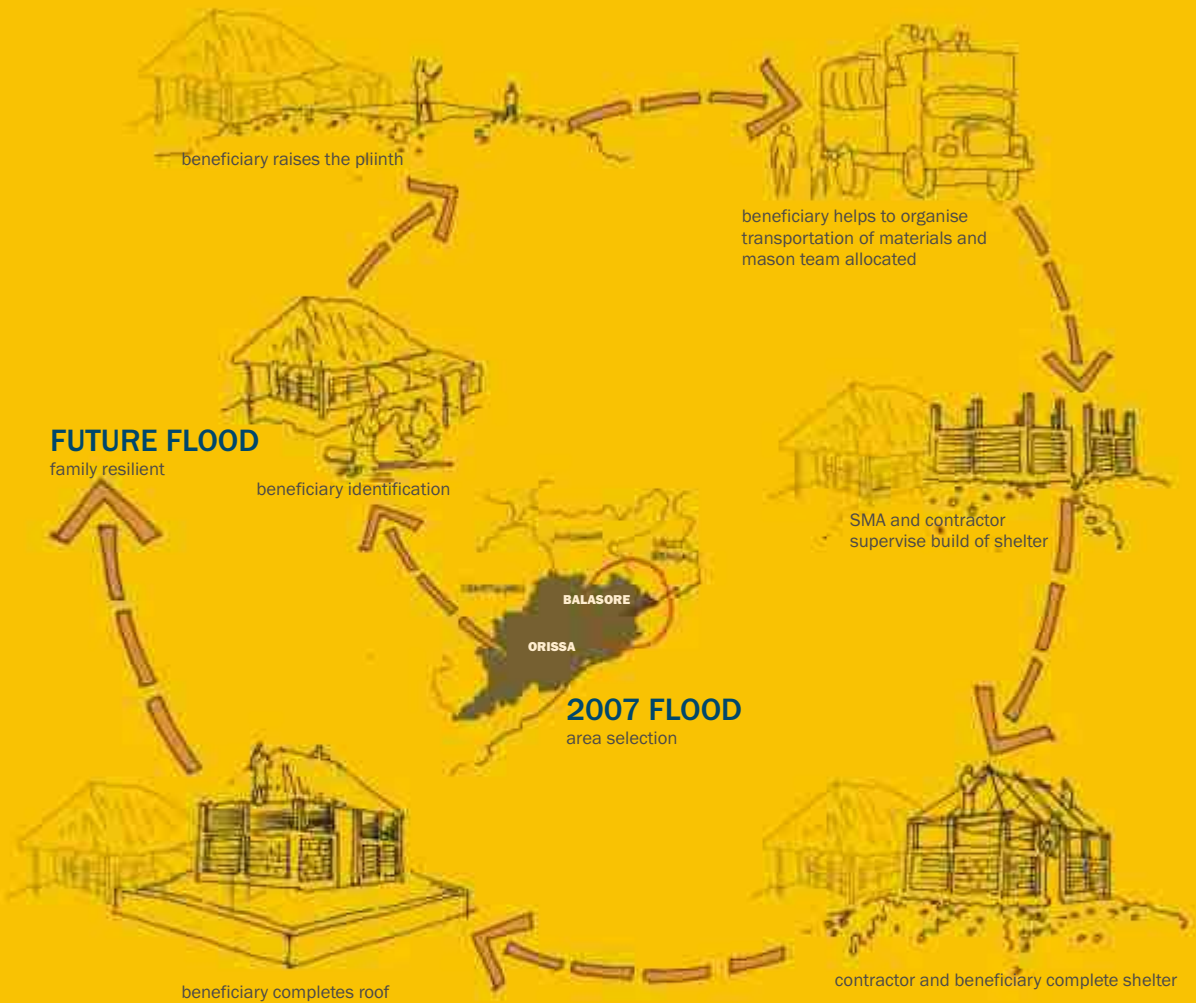 beneficiary raises the pliinth
beneficiary helps to organise
transportation of materials and
mason team allocated
FUTURE FLOOD
family resilient
beneficiary identification
SMA and contractor
supervise build of shelter
BALASORE
ORISSA
2007 FLOOD
area selection
contractor and beneficiary complete shelter
beneficiary completes roof